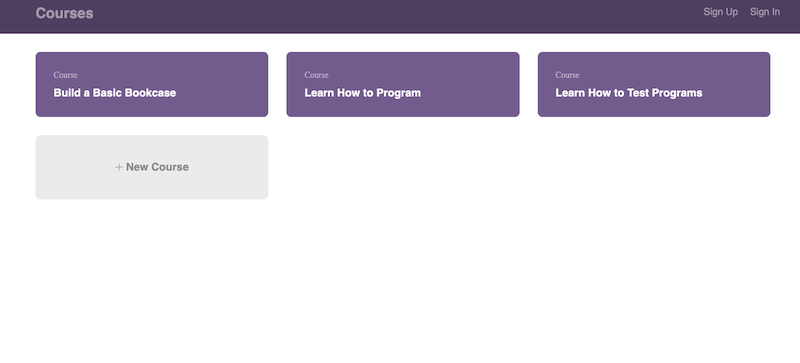 Courses
Sign Up
Sign In
Course
Build a Basic Bookcase
Course
Learn How to Program
Course
Learn How to Test Programs
+ New Course